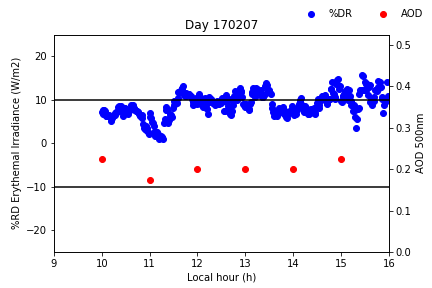 %DR AOD
Day 170207
%RD Erythermal Irradiance (W/m2)
20
10
0
−10
−20
0.5
0.4
0.3
0.2
0.1
0.0
AOD 500nm
9 10 11 12 13 14 15 16
Local hour (h)